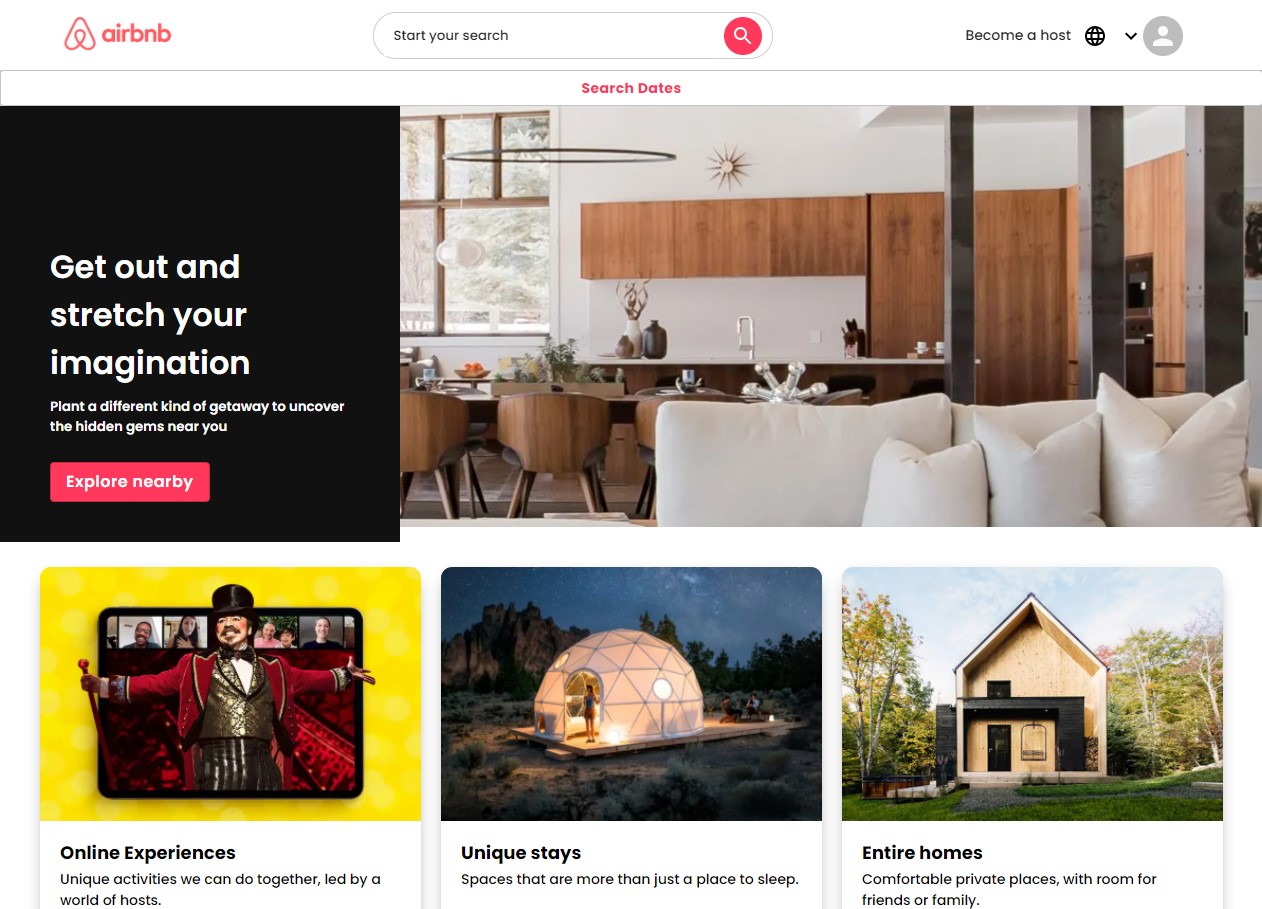 airbnb
Start your search
Become a host
Search Dates
Get out and
stretch your
imagination
Plant a different kind of getaway to uncover
the hidden gems near you
Explore nearby
Online Experiences
Unique activities we can do together, led by a
world of hosts.
Unique stays
Spaces that are more than just a place to sleep.
Entire homes
Comfortable private places, with room for
friends or family.